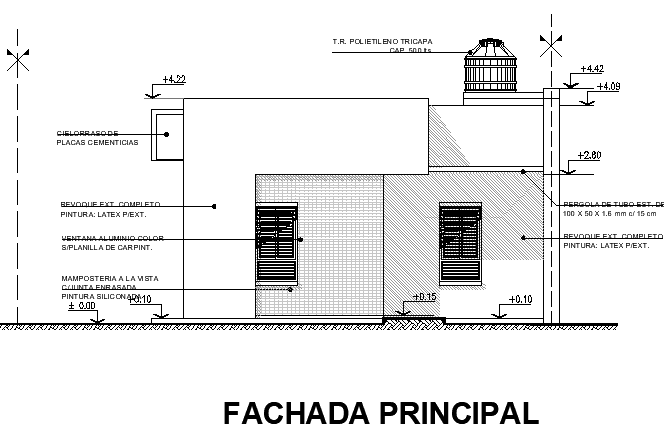 T.R. POLIETILENO TRICAPA
CAP. 500 lts
+4.42
+4.22
+4.09
CIELORRASO DE
PLACAS CEMENTICIAS
+2.80
REVOQUE EXT. COMPLETO
PINTURA: LATEX P/EXT.
PERGOLA DE TUBO EST. DE
100 X 50 X 1.6 mm c/ 15 cm
VENTANA ALUMINIO COLOR
S/PLANILLA DE CARPINT.
REVOQUE EXT. COMPLETO
PINTURA: LATEX P/EXT.
MAMPOSTERIA A LA VISTA
C/JUNTA ENRASADA
PINTURA SILICONADA
± 0.00
+0.10
+0.15
+0.10
FACHADA PRINCIPAL